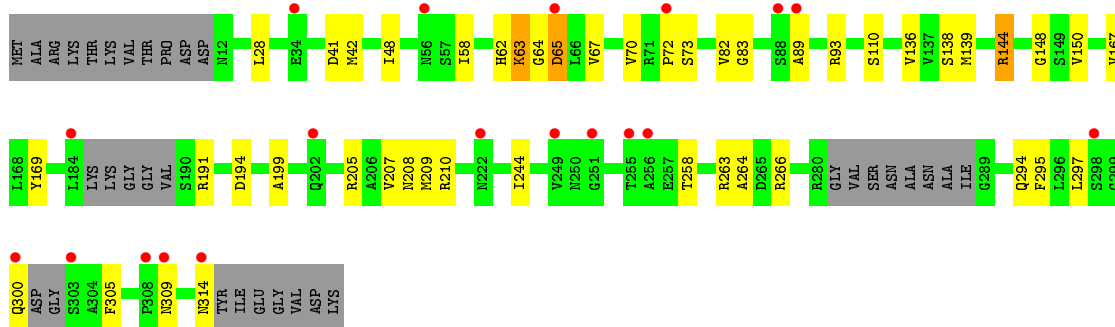 MET ALA ARG LYS THR LYS VAL THR PRO ASP ASP N12 L28 E34 D41 M42 I48 N56 S57 I58 H62 K63 G64 D65 L66 V67 V70 R71 P72 S73 V82 G83 S88 A89 R93 S110 V136 V137 S138 M139 R144 G148 S149 V150
L168 Y169 L184 LYS LYS GLY GLY VAL S190 R191 D194 A199 Q202 R205 A206 V207 N208 M209 R210 N222 I244 V249 N250 G251 T255 A256 E257 T258 R263 A264 D265 R266 R280 GLY VAL SER ASN ALA ASN ALA ILE G289 Q294 F295 L296 L297 S298
Q300 ASP GLY S303 A304 F305 P308 N309 N314 TYR ILE GLU GLY VAL ASP LYS